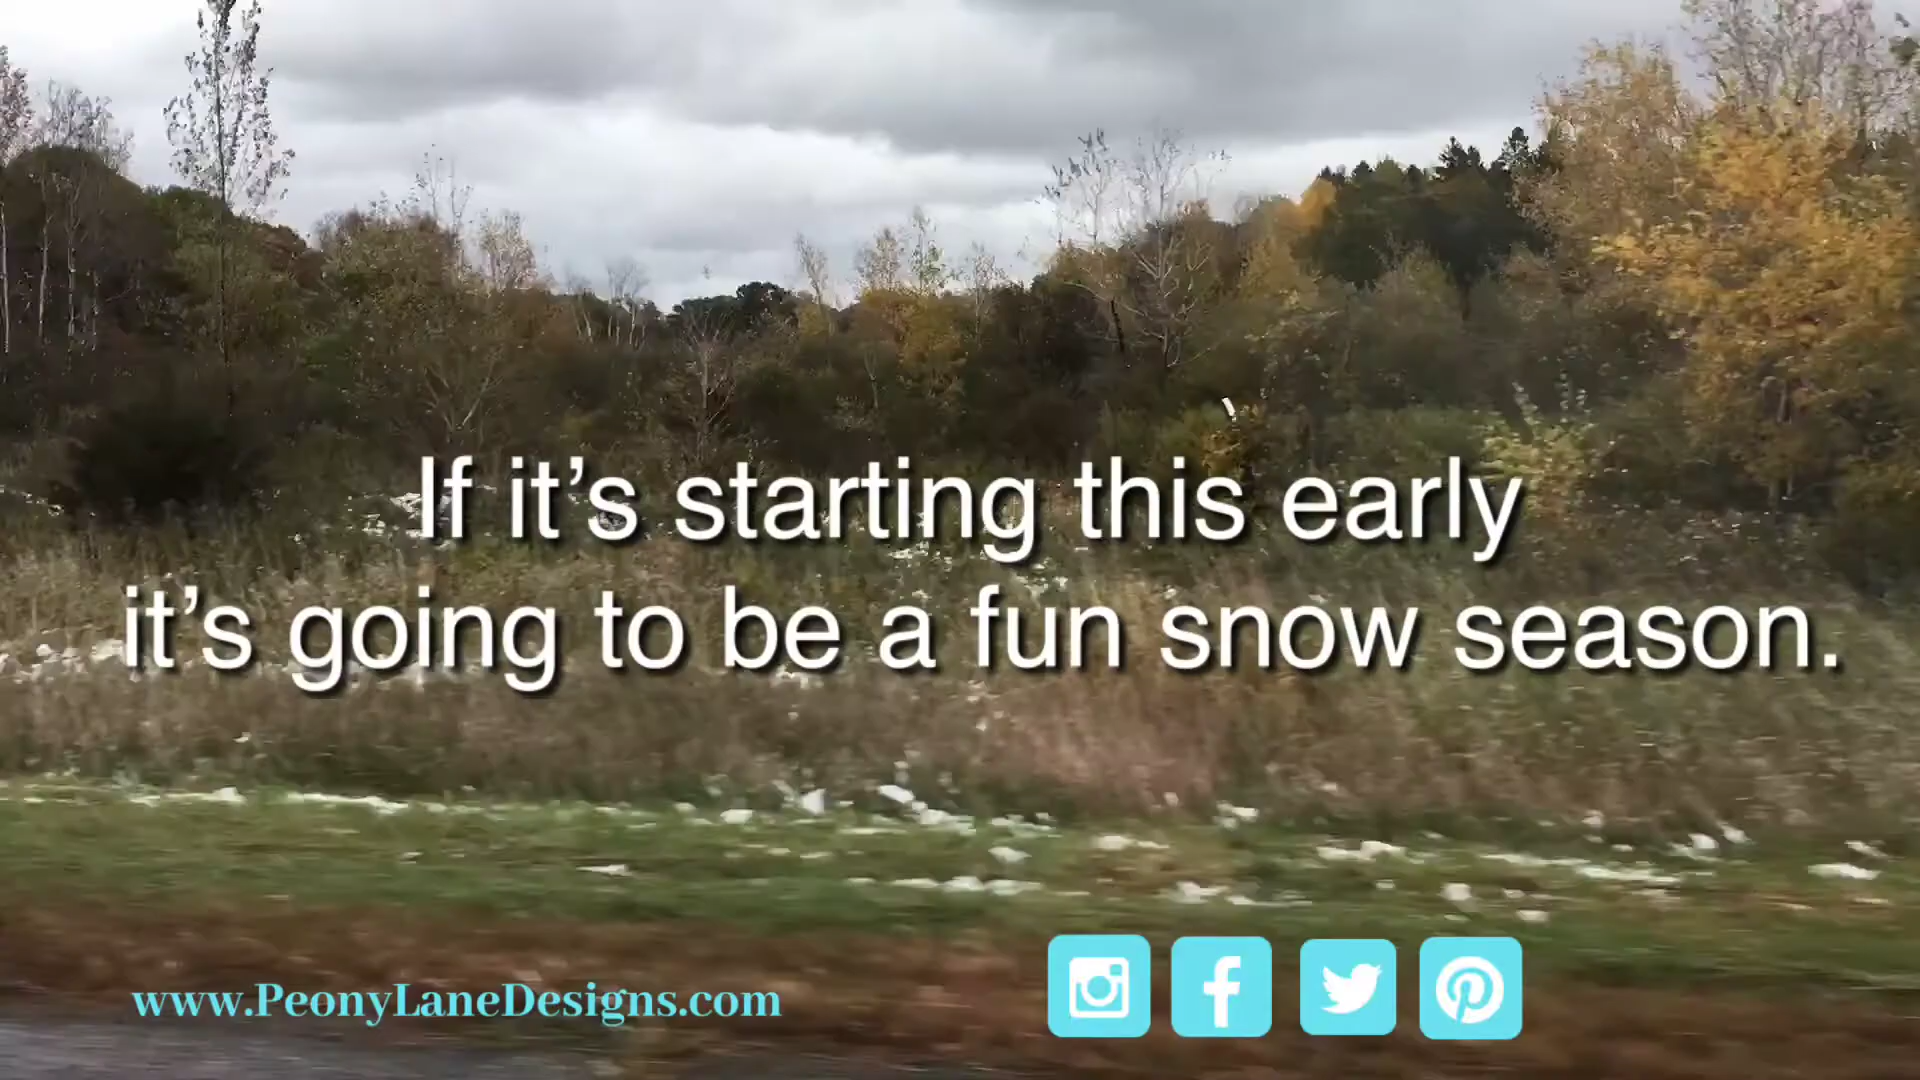 If it’s starting this early
it’s going to be a fun snow season.
www.PeonyLaneDesigns.com